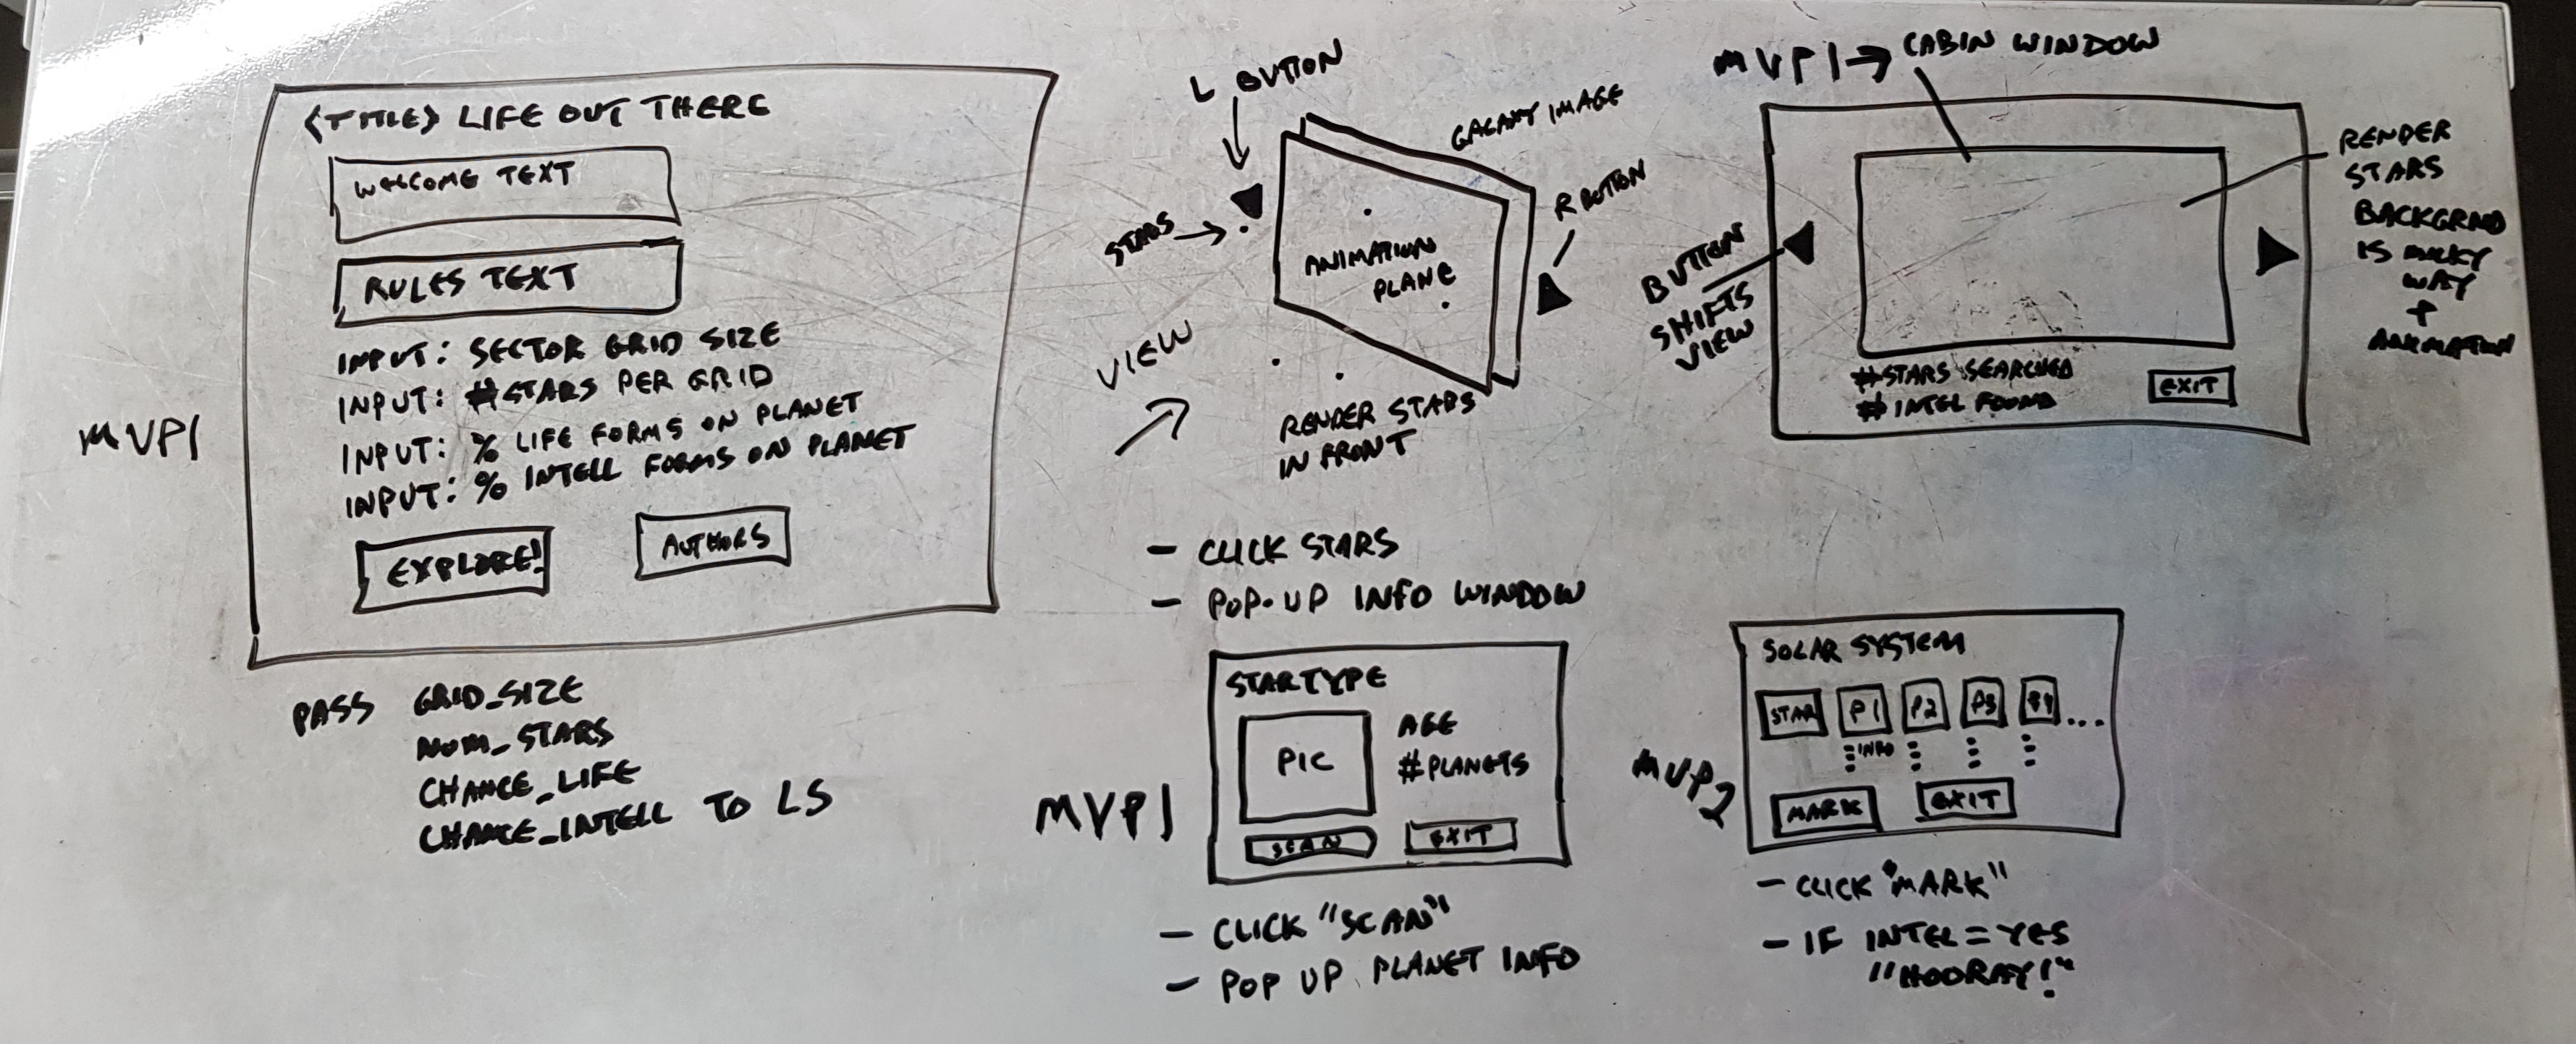 MVP1
<TITLE> LIFE OUT THERE
WELCOME TEXT
RULES TEXT
INPUT: SECTOR GRID SIZE
INPUT: #STARS PER GRID
INPUT: % LIFE FORMS ON PLANET
INPUT: % INTELL FORMS ON PLANET
EXPLORE!
AUTHORS
PASS GRID_SIZE
NUM_STARS
CHANCE_LIFE
CHANCE_INTELL TO LS
L BUTTON
GALAXY IMAGE
STARS
R BUTTON
ANIMATION
PLANE
VIEW
RENDER STARS
IN FRONT
MVP1 → CABIN WINDOW
BUTTON
SHIFTS
VIEW
RENDER
STARS
BACKGRND
IS MILKY
WAY
+
ANIMATION
#STARS SEARCHED
# INTEL FOUND
EXIT
- CLICK STARS
- POP-UP INFO WINDOW
MVP1
STARTYPE
PIC
AGE
#PLANETS
SCAN
EXIT
- CLICK "SCAN"
- POP UP PLANET INFO
MVP2
SOLAR SYSTEM
STAR P1 P2 P3 P4 ...
INFO
MARK
EXIT
- CLICK "MARK"
- IF INTEL = YES
"HOORAY!"